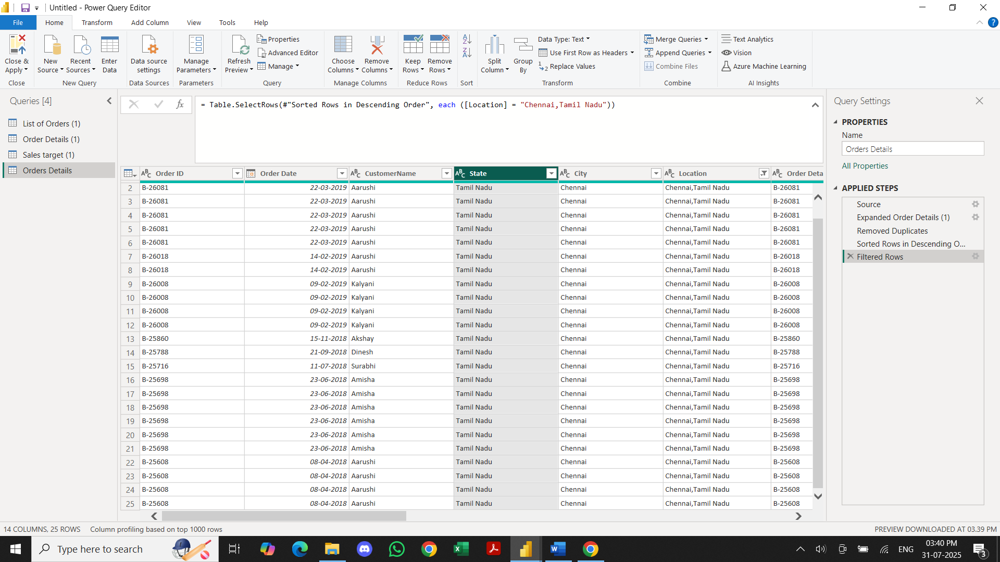 Untitled - Power Query Editor
File Home Transform Add Column View Tools Help
Close & Apply
Close
New Source
Recent Sources
Enter Data
New Query
Data source settings
Data Sources
Manage Parameters
Parameters
Refresh Preview
Properties
Advanced Editor
Manage
Query
Choose Columns
Remove Columns
Manage Columns
Keep Rows
Remove Rows
Reduce Rows
Sort
Split Column
Group By
Data Type: Text
Use First Row as Headers
Replace Values
Transform
Merge Queries
Append Queries
Combine Files
Combine
Text Analytics
Vision
Azure Machine Learning
AI Insights
Queries [4]
List of Orders (1)
Order Details (1)
Sales target (1)
Orders Details
fx
= Table.SelectRows(#"Sorted Rows in Descending Order", each ([Location] = "Chennai,Tamil Nadu"))
Order ID Order Date CustomerName State City Location Order Deta
2 B-26081 22-03-2019 Aarushi Tamil Nadu Chennai Chennai,Tamil Nadu B-26081
3 B-26081 22-03-2019 Aarushi Tamil Nadu Chennai Chennai,Tamil Nadu B-26081
4 B-26081 22-03-2019 Aarushi Tamil Nadu Chennai Chennai,Tamil Nadu B-26081
5 B-26081 22-03-2019 Aarushi Tamil Nadu Chennai Chennai,Tamil Nadu B-26081
6 B-26081 22-03-2019 Aarushi Tamil Nadu Chennai Chennai,Tamil Nadu B-26081
7 B-26018 14-02-2019 Aarushi Tamil Nadu Chennai Chennai,Tamil Nadu B-26018
8 B-26018 14-02-2019 Aarushi Tamil Nadu Chennai Chennai,Tamil Nadu B-26018
9 B-26008 09-02-2019 Kalyani Tamil Nadu Chennai Chennai,Tamil Nadu B-26008
10 B-26008 09-02-2019 Kalyani Tamil Nadu Chennai Chennai,Tamil Nadu B-26008
11 B-26008 09-02-2019 Kalyani Tamil Nadu Chennai Chennai,Tamil Nadu B-26008
12 B-26008 09-02-2019 Kalyani Tamil Nadu Chennai Chennai,Tamil Nadu B-26008
13 B-25860 15-11-2018 Akshay Tamil Nadu Chennai Chennai,Tamil Nadu B-25860
14 B-25788 21-09-2018 Dinesh Tamil Nadu Chennai Chennai,Tamil Nadu B-25788
15 B-25716 11-07-2018 Surabhi Tamil Nadu Chennai Chennai,Tamil Nadu B-25716
16 B-25698 23-06-2018 Amisha Tamil Nadu Chennai Chennai,Tamil Nadu B-25698
17 B-25698 23-06-2018 Amisha Tamil Nadu Chennai Chennai,Tamil Nadu B-25698
18 B-25698 23-06-2018 Amisha Tamil Nadu Chennai Chennai,Tamil Nadu B-25698
19 B-25698 23-06-2018 Amisha Tamil Nadu Chennai Chennai,Tamil Nadu B-25698
20 B-25698 23-06-2018 Amisha Tamil Nadu Chennai Chennai,Tamil Nadu B-25698
21 B-25698 23-06-2018 Amisha Tamil Nadu Chennai Chennai,Tamil Nadu B-25698
22 B-25608 08-04-2018 Aarushi Tamil Nadu Chennai Chennai,Tamil Nadu B-25608
23 B-25608 08-04-2018 Aarushi Tamil Nadu Chennai Chennai,Tamil Nadu B-25608
24 B-25608 08-04-2018 Aarushi Tamil Nadu Chennai Chennai,Tamil Nadu B-25608
25 B-25608 08-04-2018 Aarushi Tamil Nadu Chennai Chennai,Tamil Nadu B-25608
Query Settings
PROPERTIES
Name
Orders Details
All Properties
APPLIED STEPS
Source
Expanded Order Details (1)
Removed Duplicates
Sorted Rows in Descending O...
Filtered Rows
14 COLUMNS, 25 ROWS Column profiling based on top 1000 rows
PREVIEW DOWNLOADED AT 03.39 PM
Type here to search
ENG
03:40 PM
31-07-2025
3